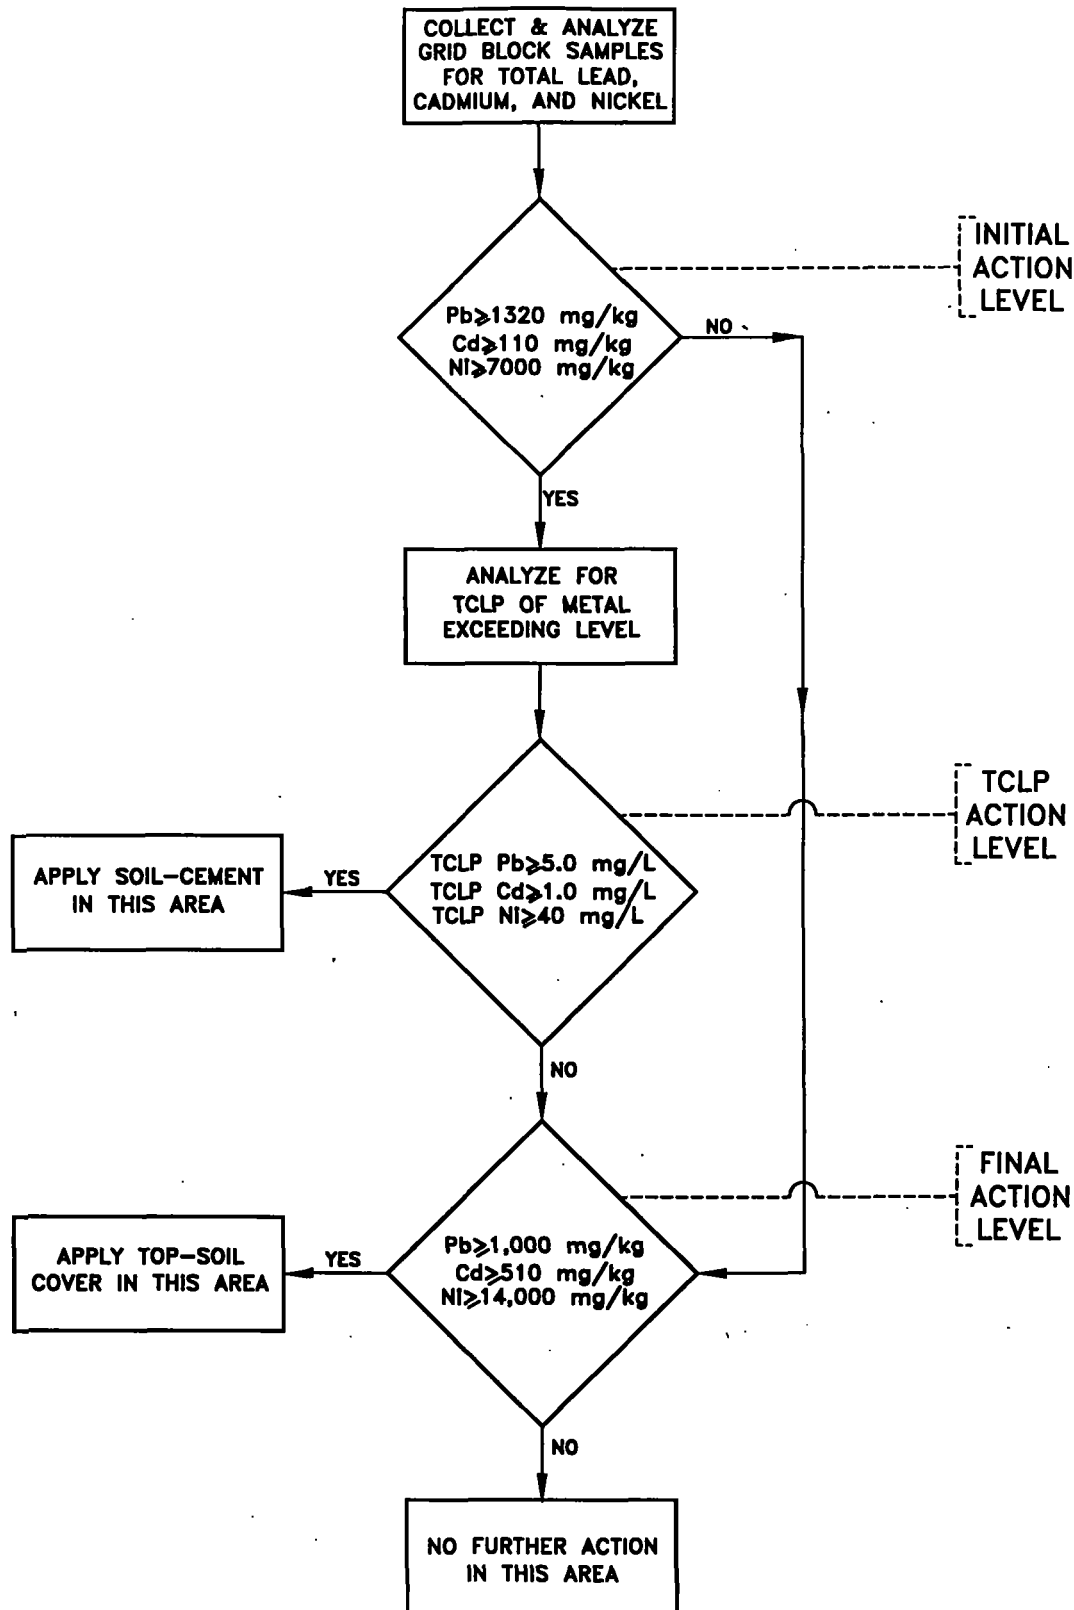 COLLECT & ANALYZE
GRID BLOCK SAMPLES
FOR TOTAL LEAD,
CADMIUM, AND NICKEL
INITIAL
ACTION
LEVEL
Pb⩾1320 mg/kg
Cd⩾110 mg/kg
Ni⩾7000 mg/kg
NO
YES
ANALYZE FOR
TCLP OF METAL
EXCEEDING LEVEL
TCLP
ACTION
LEVEL
TCLP Pb⩾5.0 mg/L
TCLP Cd⩾1.0 mg/L
TCLP Ni⩾40 mg/L
YES
APPLY SOIL-CEMENT
IN THIS AREA
NO
FINAL
ACTION
LEVEL
Pb⩾1,000 mg/kg
Cd⩾510 mg/kg
Ni⩾14,000 mg/kg
YES
APPLY TOP-SOIL
COVER IN THIS AREA
NO
NO FURTHER ACTION
IN THIS AREA